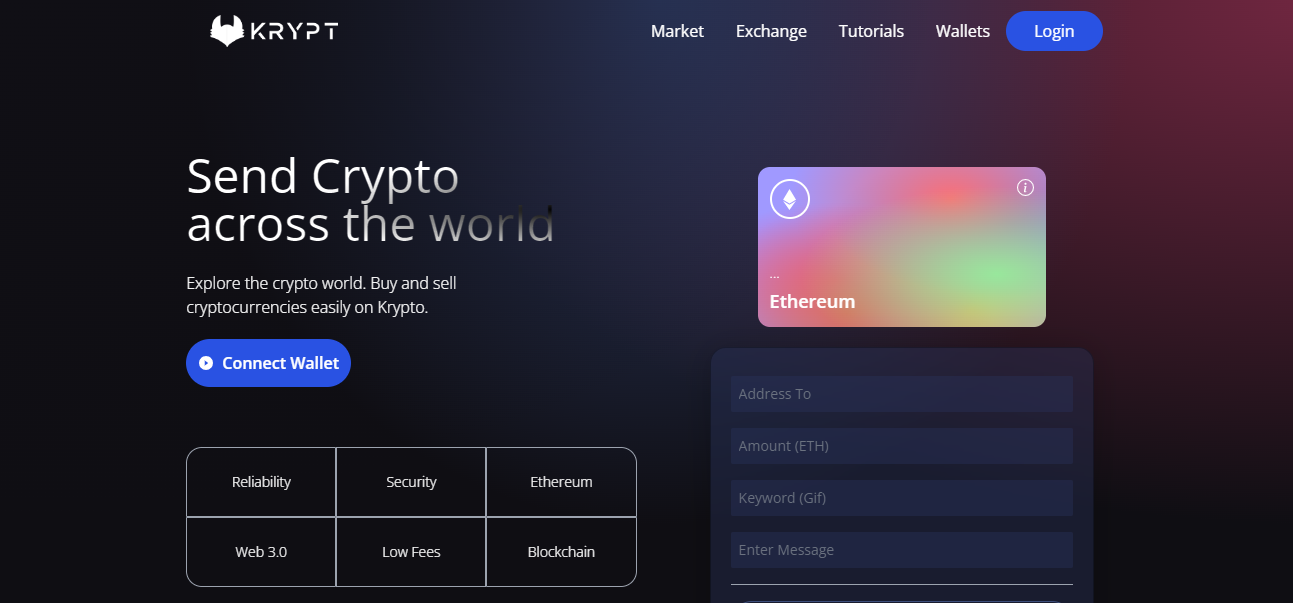 KRYPT
Market
Exchange
Tutorials
Wallets
Login
Send Crypto
across the world
Explore the crypto world. Buy and sell
cryptocurrencies easily on Krypto.
Connect Wallet
Reliability
Security
Ethereum
Web 3.0
Low Fees
Blockchain
i
...
Ethereum
Address To
Amount (ETH)
Keyword (Gif)
Enter Message